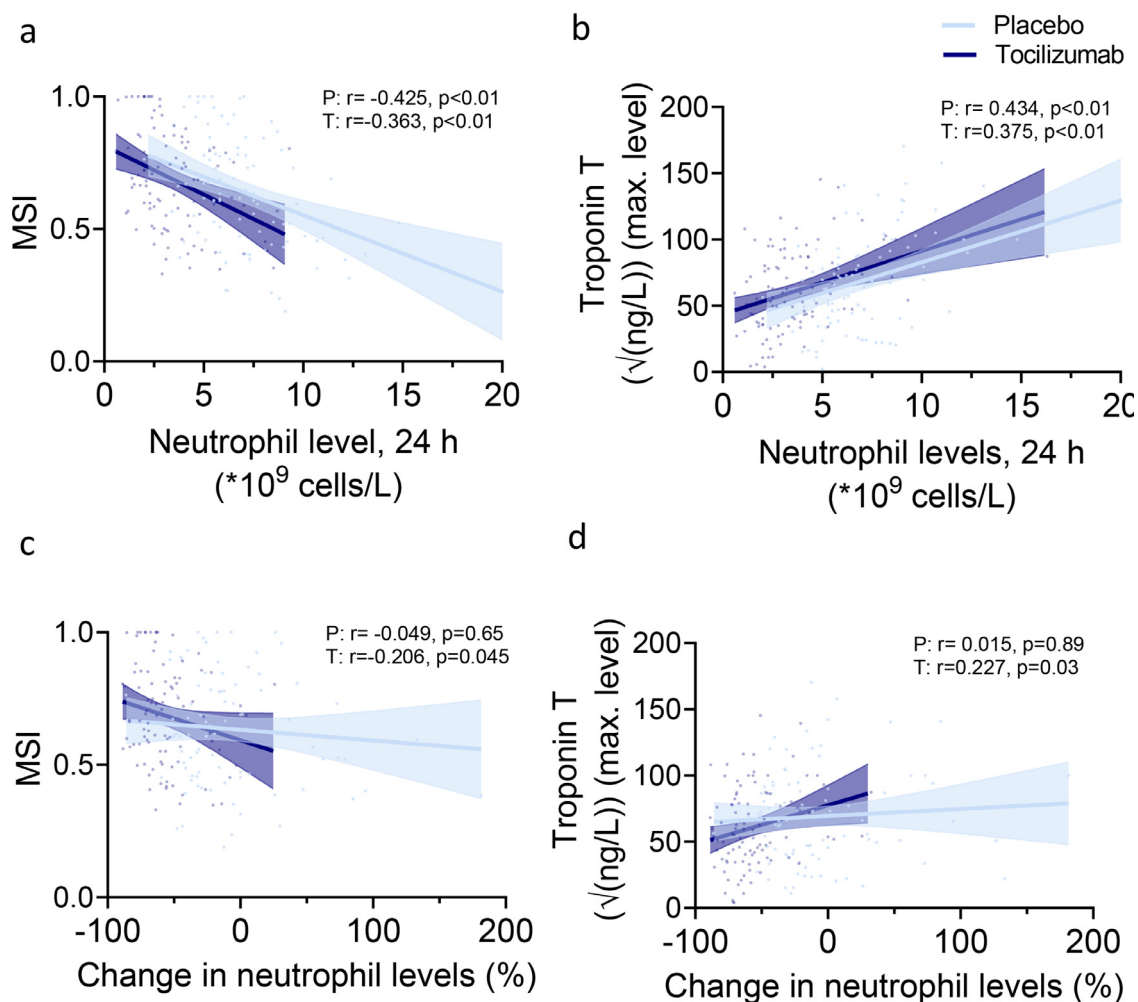 a
b
Placebo
Tocilizumab
P: r= -0.425, p<0.01
T: r=-0.363, p<0.01
1.0
0.5
0.0
MSI
0
5
10
15
20
Neutrophil level, 24 h
(*10⁹ cells/L)
P: r= 0.434, p<0.01
T: r=0.375, p<0.01
200
150
100
50
0
Troponin T
(√(ng/L)) (max. level)
0
5
10
15
20
Neutrophil levels, 24 h
(*10⁹ cells/L)
c
d
P: r= -0.049, p=0.65
T: r=-0.206, p=0.045
1.0
0.5
0.0
MSI
-100
0
100
200
Change in neutrophil levels (%)
P: r= 0.015, p=0.89
T: r=0.227, p=0.03
200
150
100
50
0
Troponin T
(√(ng/L)) (max. level)
-100
0
100
200
Change in neutrophil levels (%)